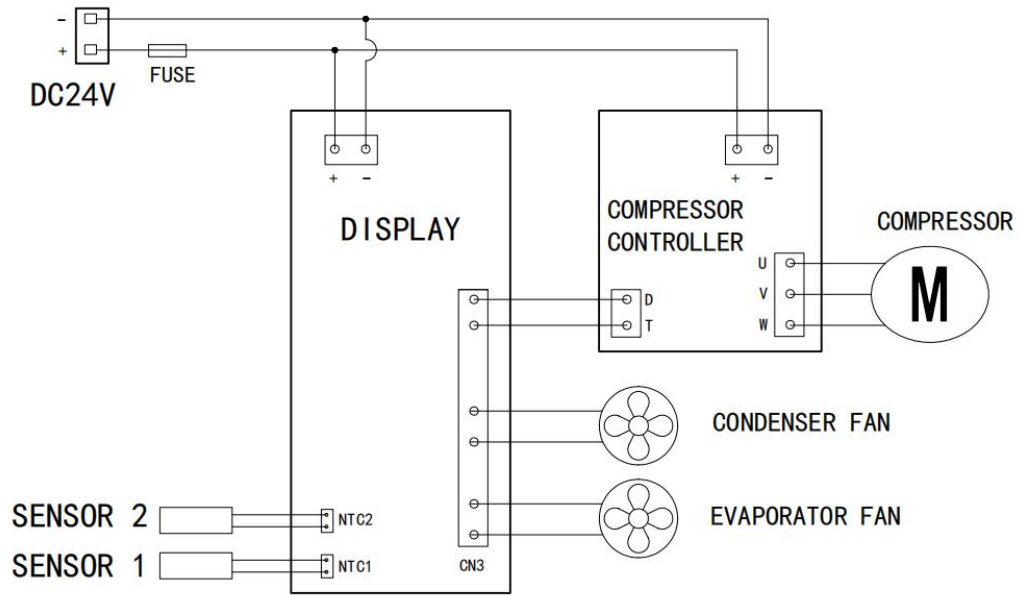 -
+
FUSE
DC24V
+ -
+ -
DISPLAY
COMPRESSOR
CONTROLLER
COMPRESSOR
U
V
W
M
D
T
CONDENSER FAN
EVAPORATOR FAN
SENSOR 2
NTC2
SENSOR 1
NTC1
CN3